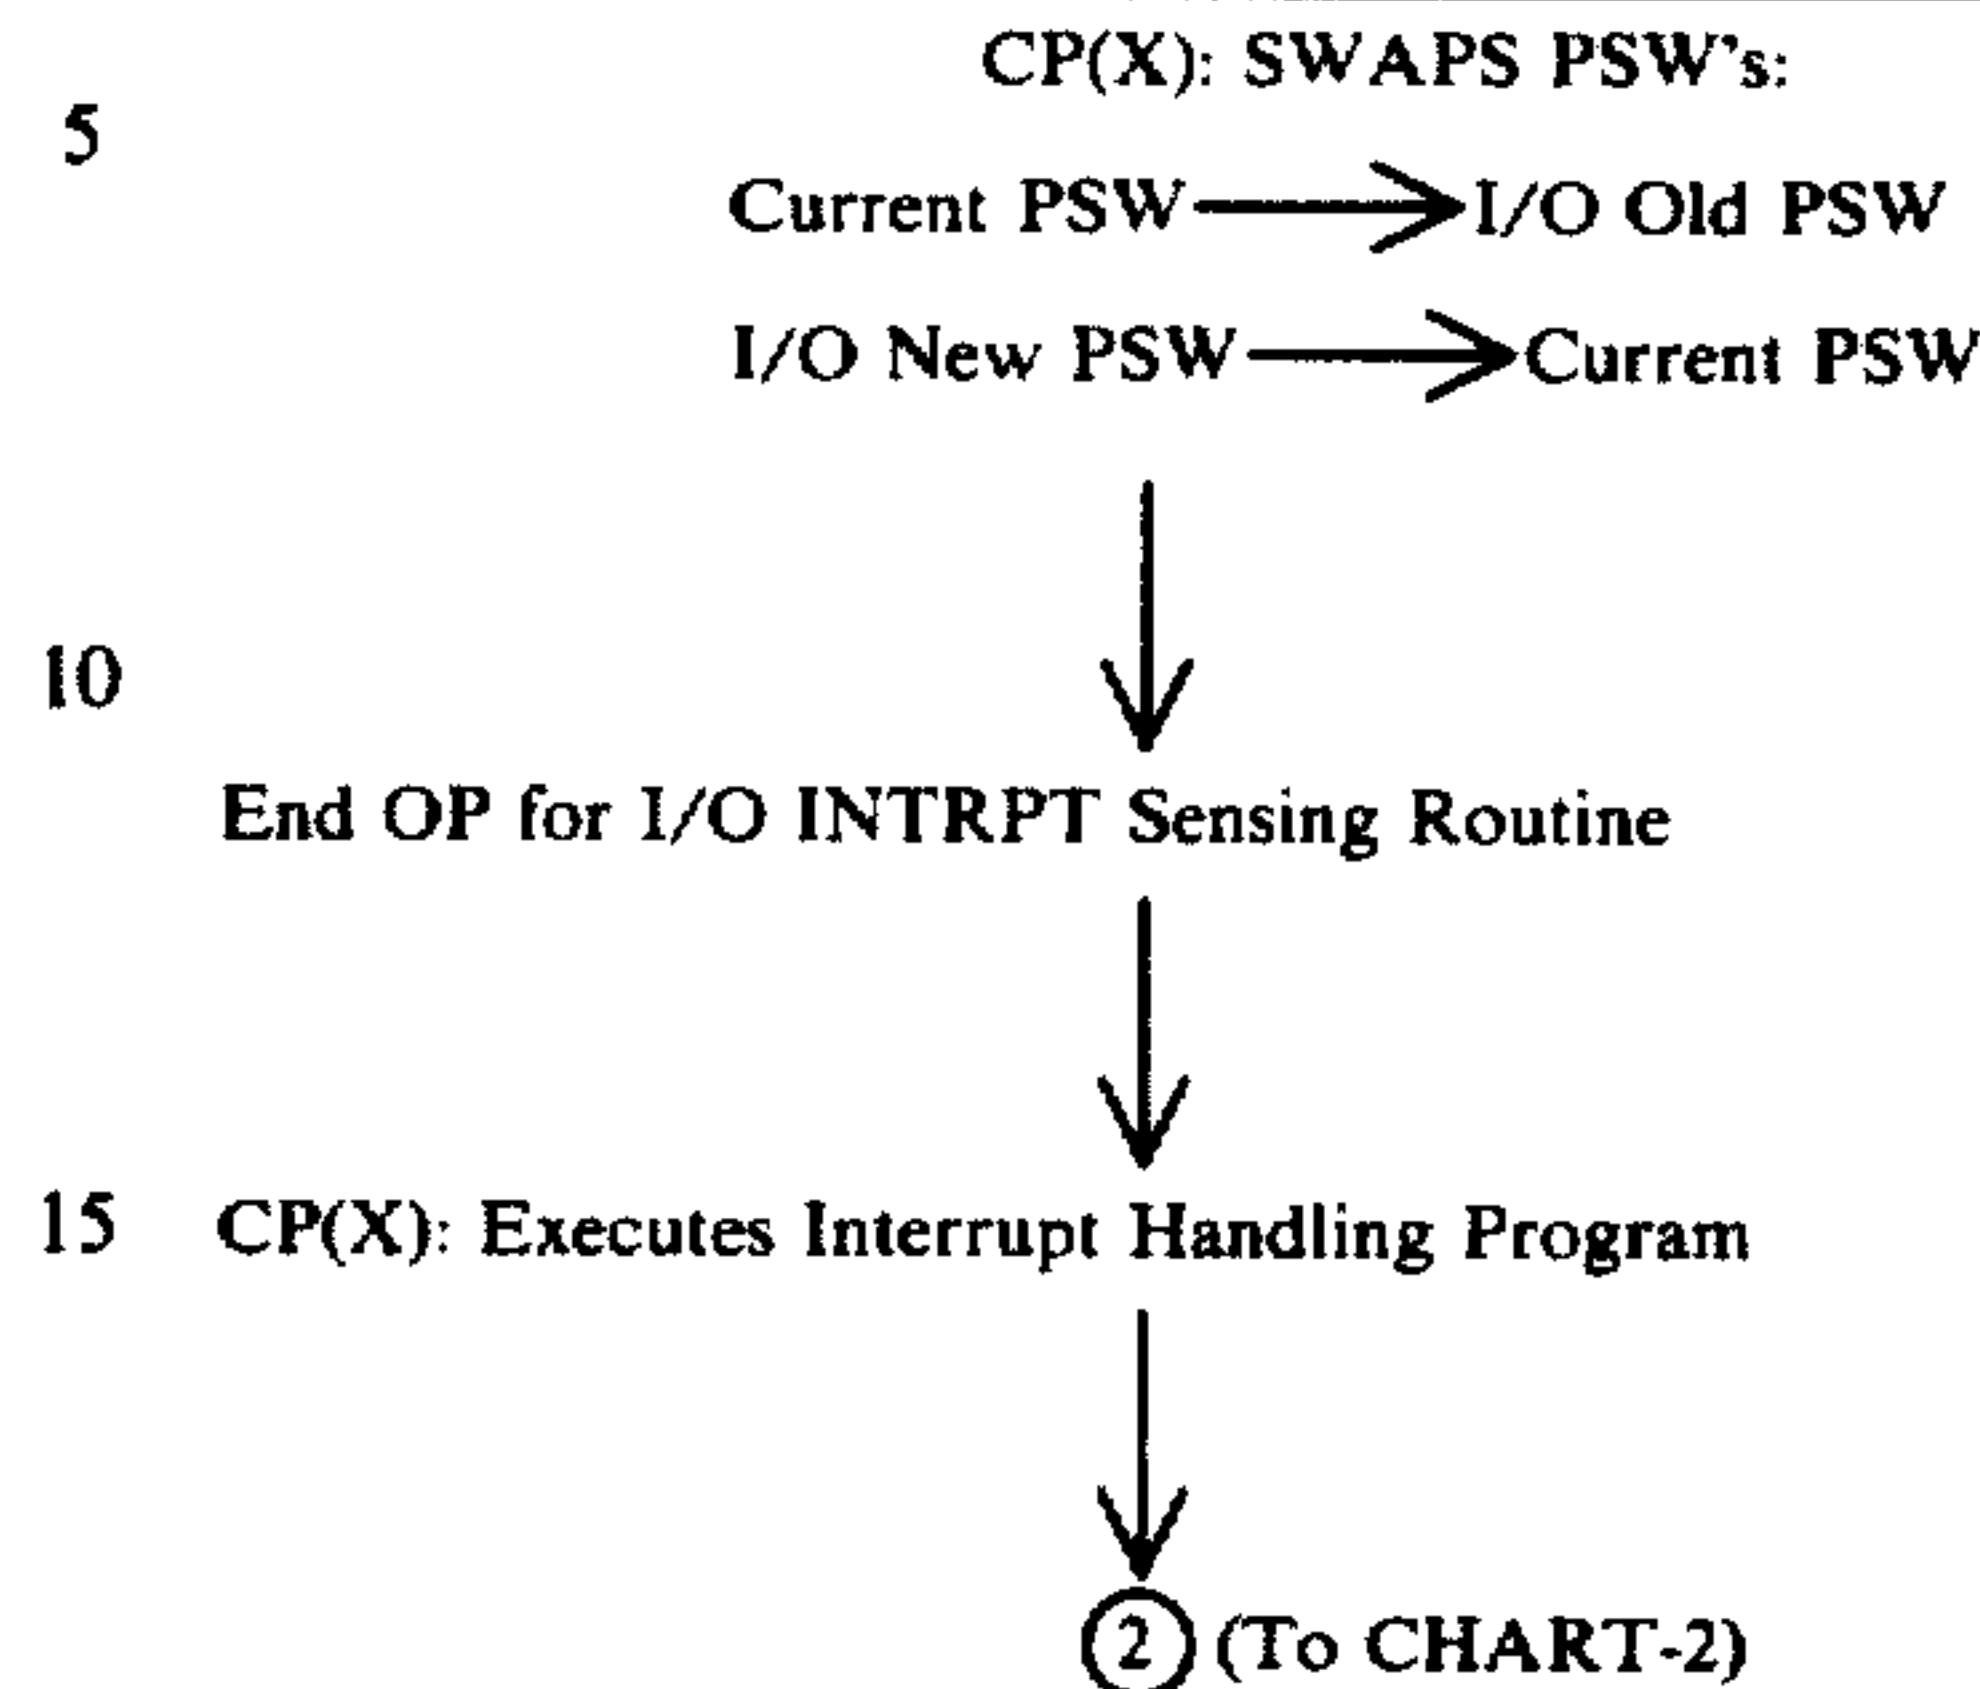 CP(X): SWAPS PSW's:
5
Current PSW I/O Old PSW
I/O New PSW Current PSW
10
End OP for I/O INTRPT Sensing Routine
15 CP(X): Executes Interrupt Handling Program
2 (To CHART-2)